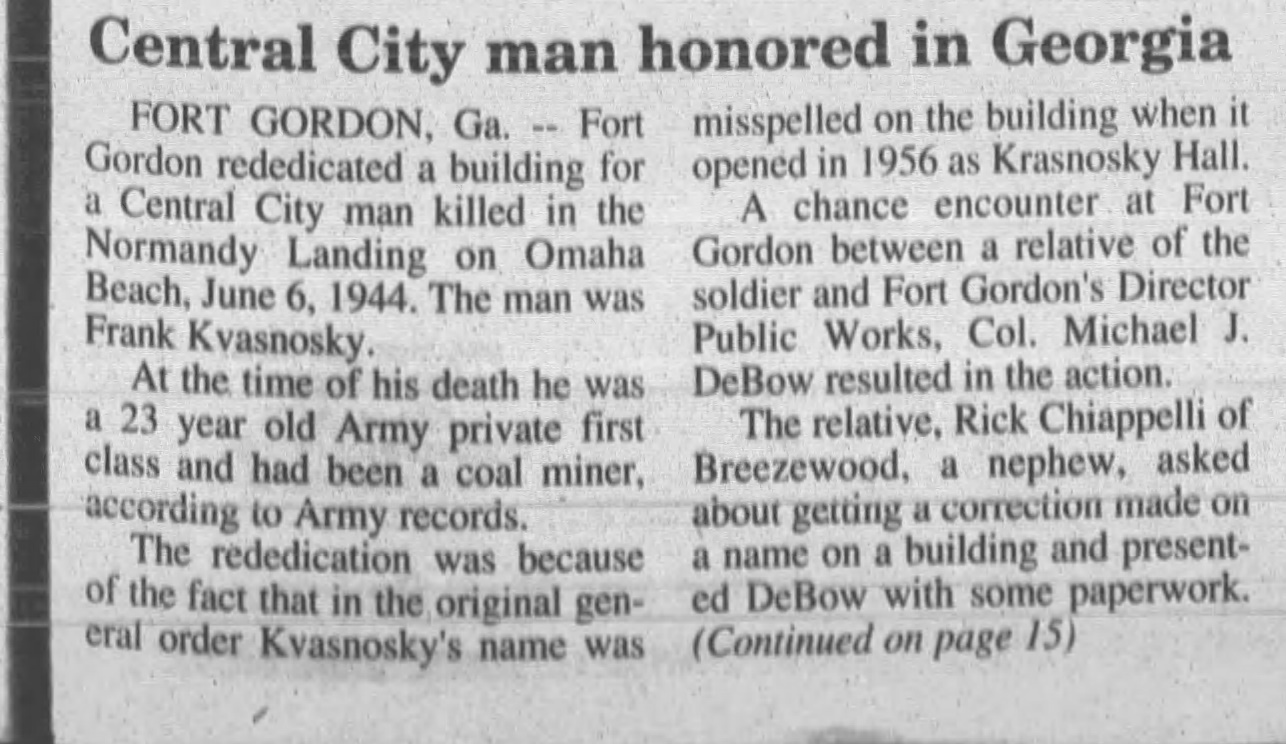 Central City man honored in Georgia
FORT GORDON, Ga. -- Fort
Gordon rededicated a building for
a Central City man killed in the
Normandy Landing on Omaha
Beach, June 6, 1944. The man was
Frank Kvasnosky.
At the time of his death he was
a 23 year old Army private first
class and had been a coal miner,
according to Army records.
The rededication was because
of the fact that in the original gen-
eral order Kvasnosky's name was
misspelled on the building when it
opened in 1956 as Krasnosky Hall.
A chance encounter at Fort
Gordon between a relative of the
soldier and Fort Gordon's Director
Public Works, Col. Michael J.
DeBow resulted in the action.
The relative, Rick Chiappelli of
Breezewood, a nephew, asked
about getting a correction made on
a name on a building and present-
ed DeBow with some paperwork.
(Continued on page 15)